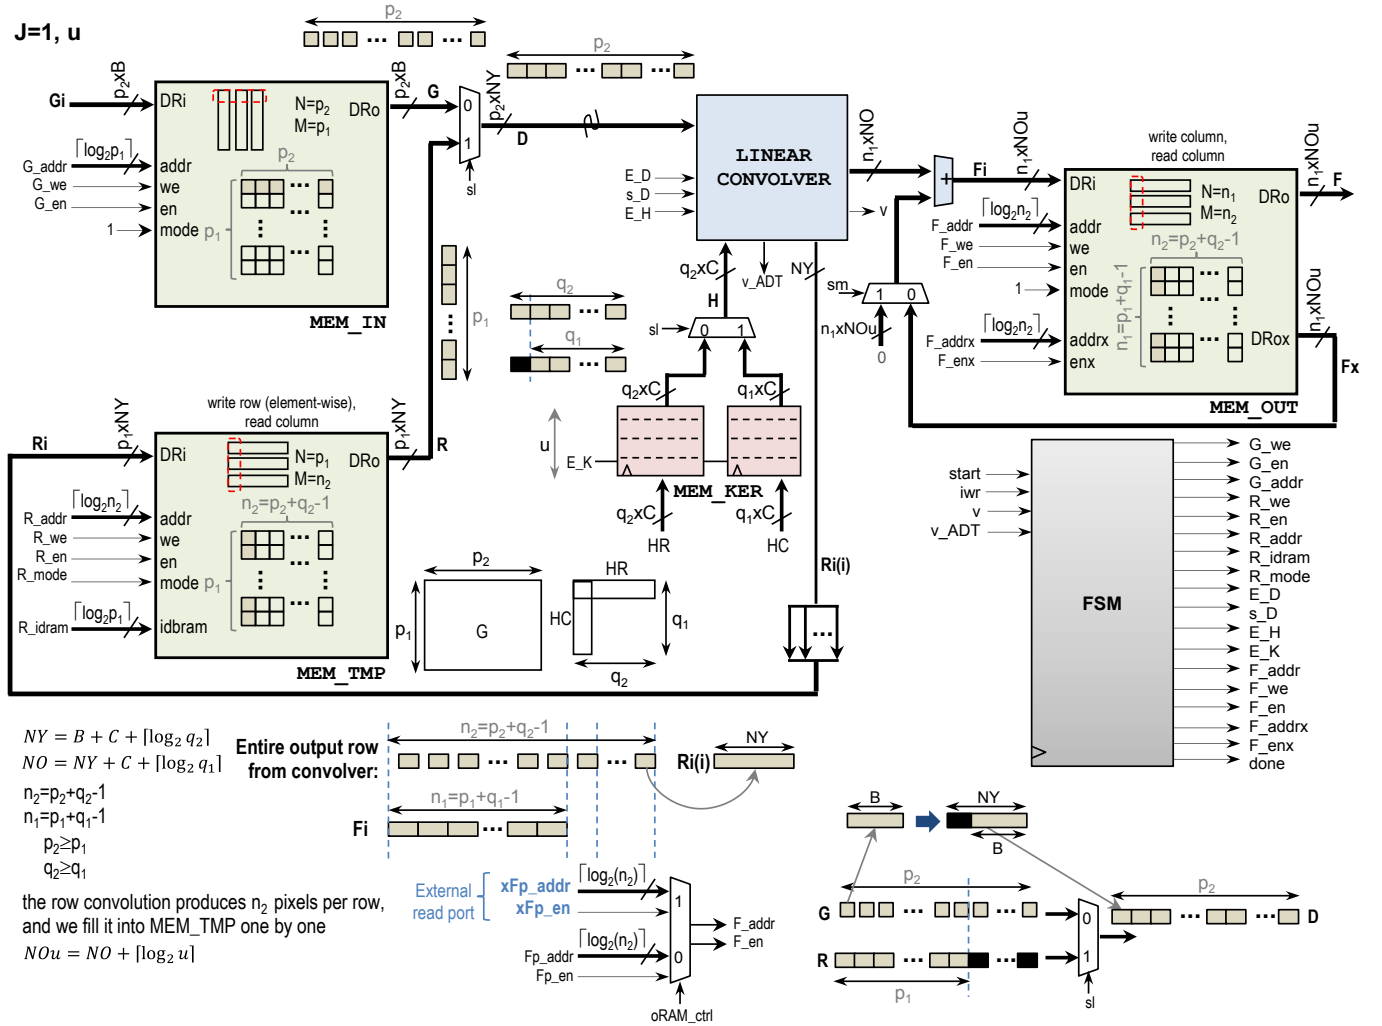 J=1, u
p2
p2
p2xB
Gi
DRi
N=p2
M=p1
DRo
p2xB
G
0
1
sl
p2xNY
D
⌈log2p1⌉
G_addr
addr
G_we
we
G_en
en
1
mode
p2
p1
MEM_IN
LINEAR
CONVOLVER
E_D
s_D
E_H
n1xNO
v
v_ADT
q2xC
H
NY
+
Fi
n1xNOu
write column,
read column
DRi
N=n1
M=n2
DRo
n1xNOu
F
⌈log2n2⌉
F_addr
addr
F_we
we
F_en
en
1
mode
n2=p2+q2-1
n1=p1+q1-1
⌈log2n2⌉
F_addrx
addrx
F_enx
enx
DRox
n1xNOu
Fx
MEM_OUT
sm
1 0
n1xNOu
0
p1
q2
q1
sl
0 1
q2xC
q1xC
u
E_K
MEM_KER
q2xC
q1xC
HR
HC
write row (element-wise),
read column
Ri
p1xNY
DRi
N=p1
M=n2
DRo
p1xNY
R
⌈log2n2⌉
R_addr
addr
R_we
we
R_en
en
R_mode
mode
n2=p2+q2-1
p1
⌈log2p1⌉
R_idram
idbram
MEM_TMP
p2
p1
G
HR
HC
q1
q2
Ri(i)
start
iwr
v
v_ADT
FSM
G_we
G_en
G_addr
R_we
R_en
R_addr
R_idram
R_mode
E_D
s_D
E_H
E_K
F_addr
F_we
F_en
F_addrx
F_enx
done
NY = B + C + ⌈log2 q2⌉
NO = NY + C + ⌈log2 q1⌉
n2=p2+q2-1
n1=p1+q1-1
p2≥p1
q2≥q1
the row convolution produces n2 pixels per row,
and we fill it into MEM_TMP one by one
NOu = NO + ⌈log2 u⌉
Entire output row
from convolver:
n2=p2+q2-1
Ri(i)
NY
n1=p1+q1-1
Fi
External
read port
xFp_addr
xFp_en
⌈log2(n2)⌉
1
F_addr
F_en
⌈log2(n2)⌉
Fp_addr
Fp_en
0
oRAM_ctrl
B
NY
B
p2
G
R
p1
0
1
sl
p2
D